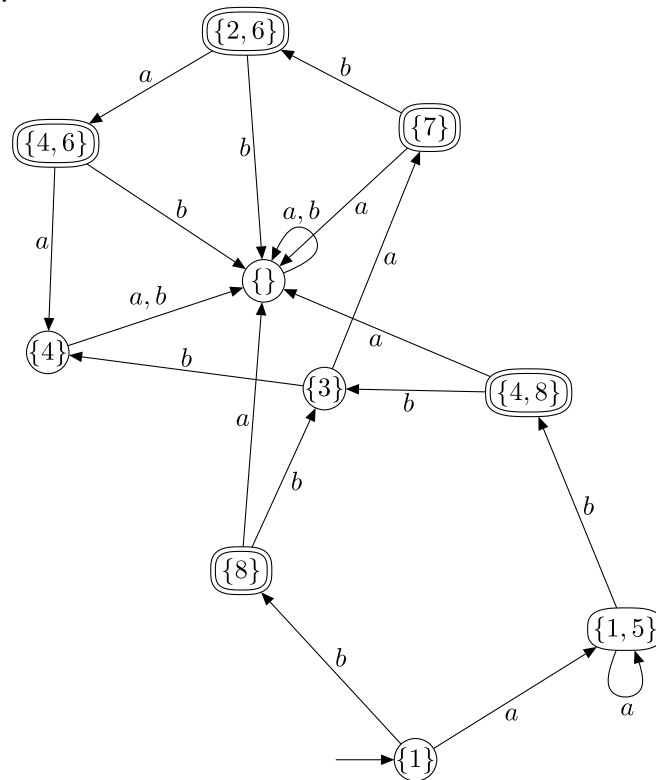 {2, 6}
a
b
{4, 6}
{7}
b
b
a
a, b
a
a
{}
a, b
{4}
b
a
{3}
b
{4, 8}
a
b
b
{8}
{1, 5}
b
a
a
{1}